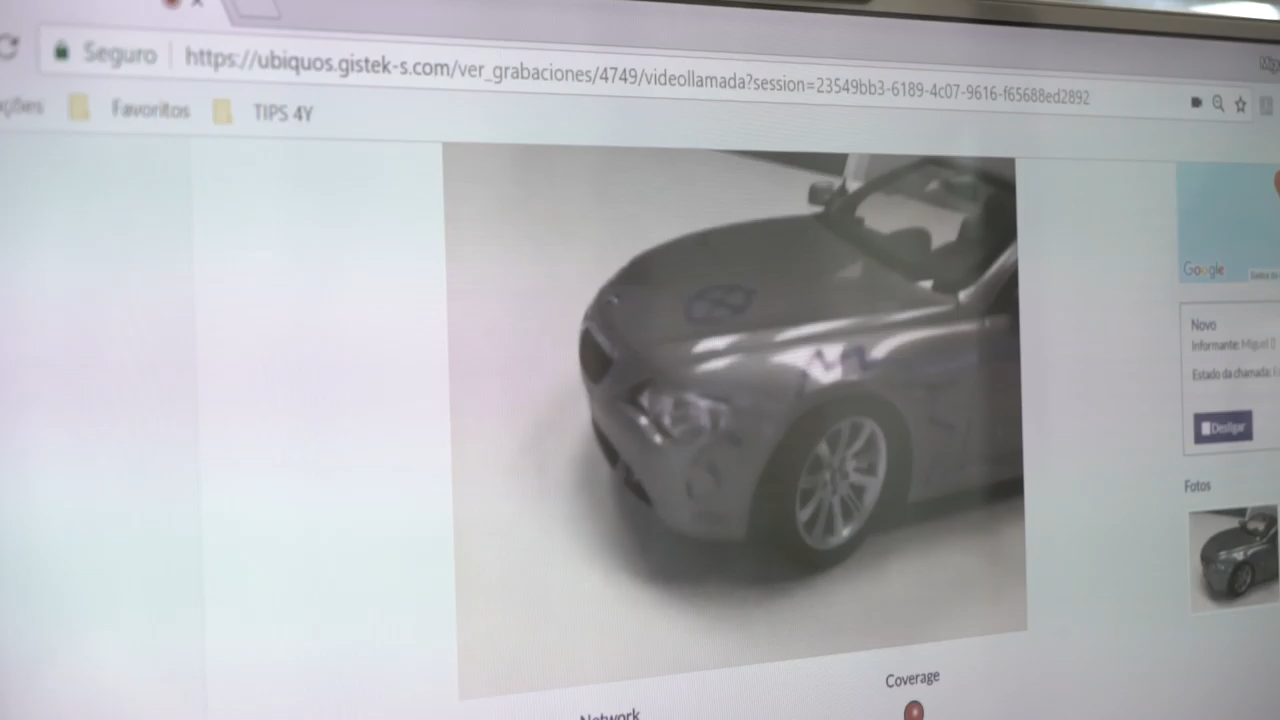 Seguro
https://ubiquos.gistek-s.com/ver_grabaciones/4749/videollamada?session=23549bb3-6189-4c07-9616-f65688ed2892
Favoritos
TIPS 4Y
Google
Novo
Informante: Miguel
Estado da chamada:
Desligar
Fotos
Coverage
Network